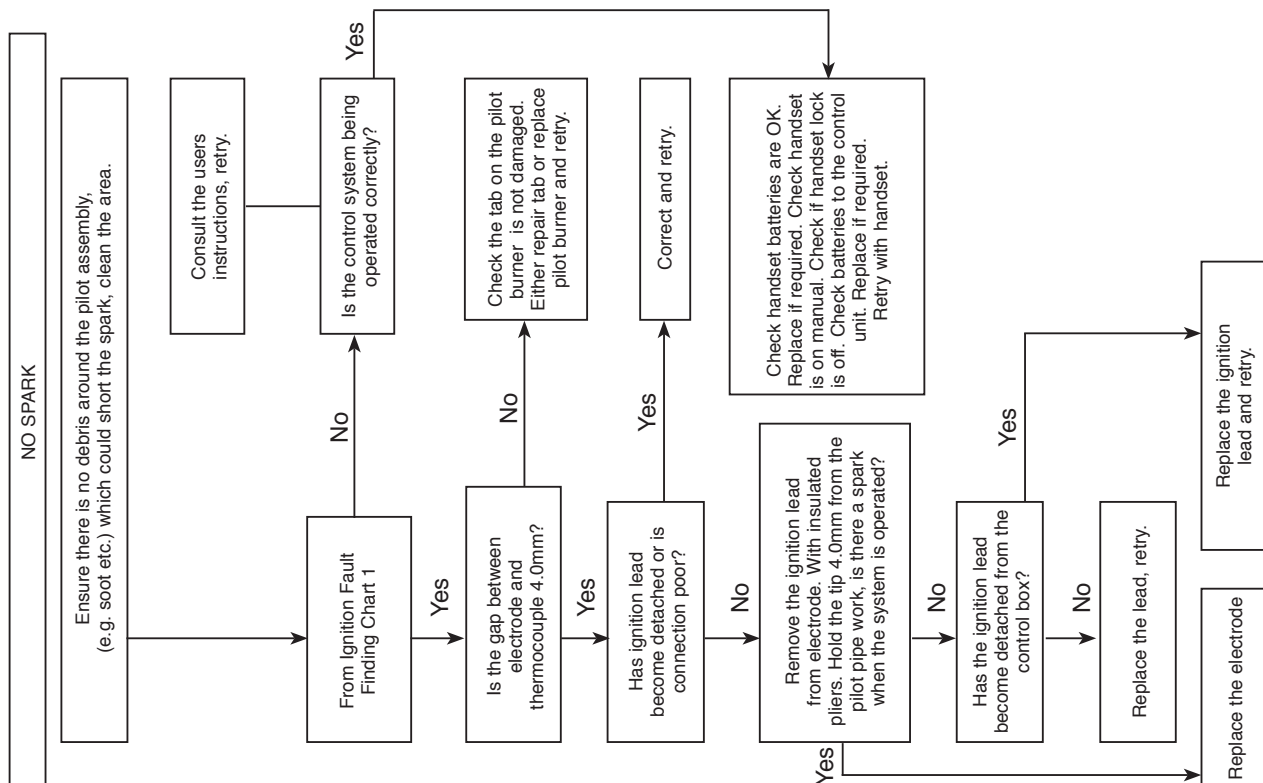 NO SPARK
Ensure there is no debris around the pilot assembly,
(e.g. soot etc.) which could short the spark, clean the area.
Consult the users
instructions, retry.
From Ignition Fault
Finding Chart 1
No
Is the control system being
operated correctly?
Yes
Yes
Is the gap between
electrode and
thermocouple 4.0mm?
No
Check the tab on the pilot
burner is not damaged.
Either repair tab or replace
pilot burner and retry.
Yes
Has ignition lead
become detached or is
connection poor?
Yes
Correct and retry.
No
Remove the ignition lead
from electrode. With insulated
pliers. Hold the tip 4.0mm from the
pilot pipe work, is there a spark
when the system is operated?
Check handset batteries are OK.
Replace if required. Check handset
is on manual. Check if handset lock
is off. Check batteries to the control
unit. Replace if required.
Retry with handset.
Yes
No
Has the ignition lead
become detached from the
control box?
Yes
No
Replace the lead, retry.
Replace the electrode
Replace the ignition
lead and retry.